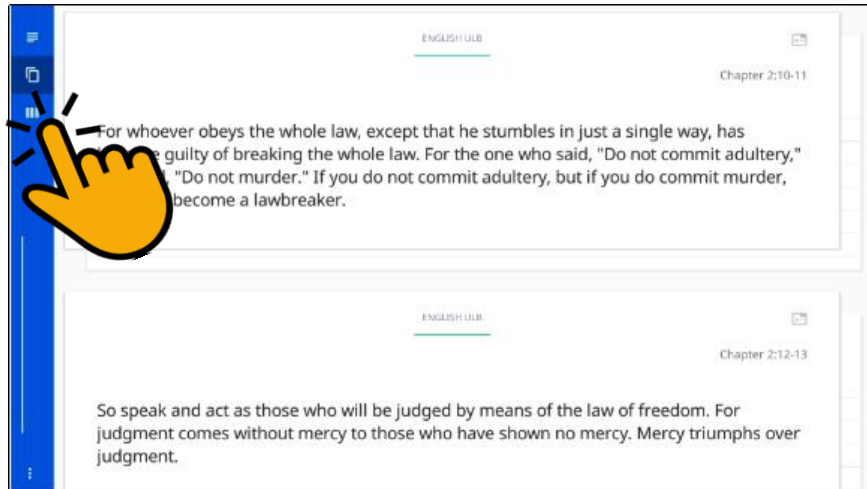 ENGLISH ULB
Chapter 2:10-11
For whoever obeys the whole law, except that he stumbles in just a single way, has
guilty of breaking the whole law. For the one who said, "Do not commit adultery,"
"Do not murder." If you do not commit adultery, but if you do commit murder,
become a lawbreaker.
ENGLISH ULB
Chapter 2:12-13
So speak and act as those who will be judged by means of the law of freedom. For
judgment comes without mercy to those who have shown no mercy. Mercy triumphs over
judgment.